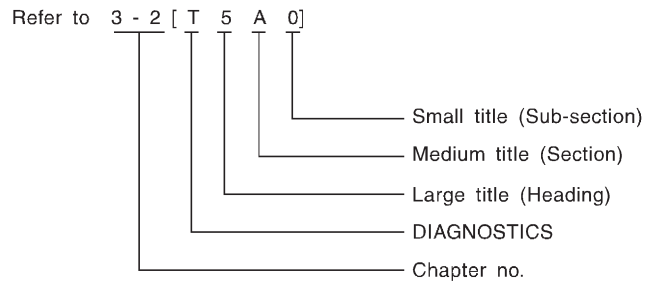 Refer to 3 - 2 [ T 5 A 0]
Small title (Sub-section)
Medium title (Section)
Large title (Heading)
DIAGNOSTICS
Chapter no.